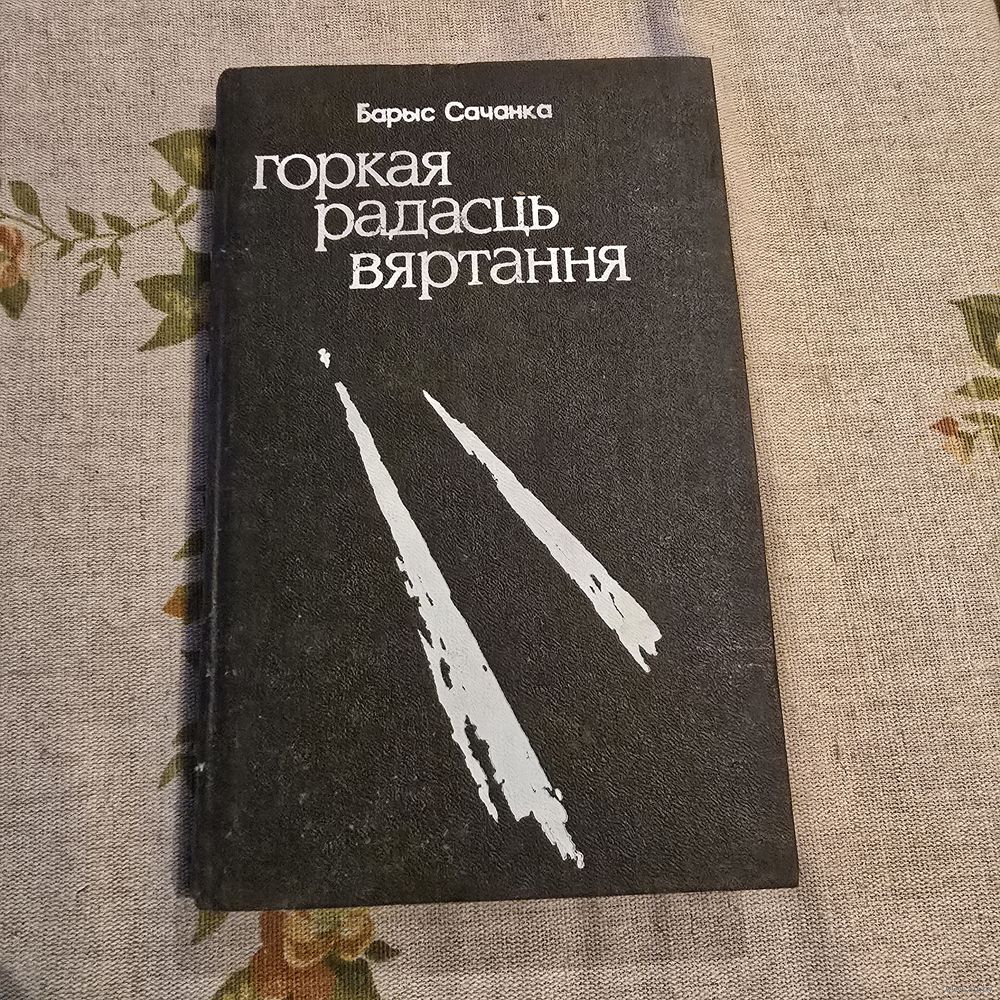 Барыс Сачанка
горкая
радасць
вяртання